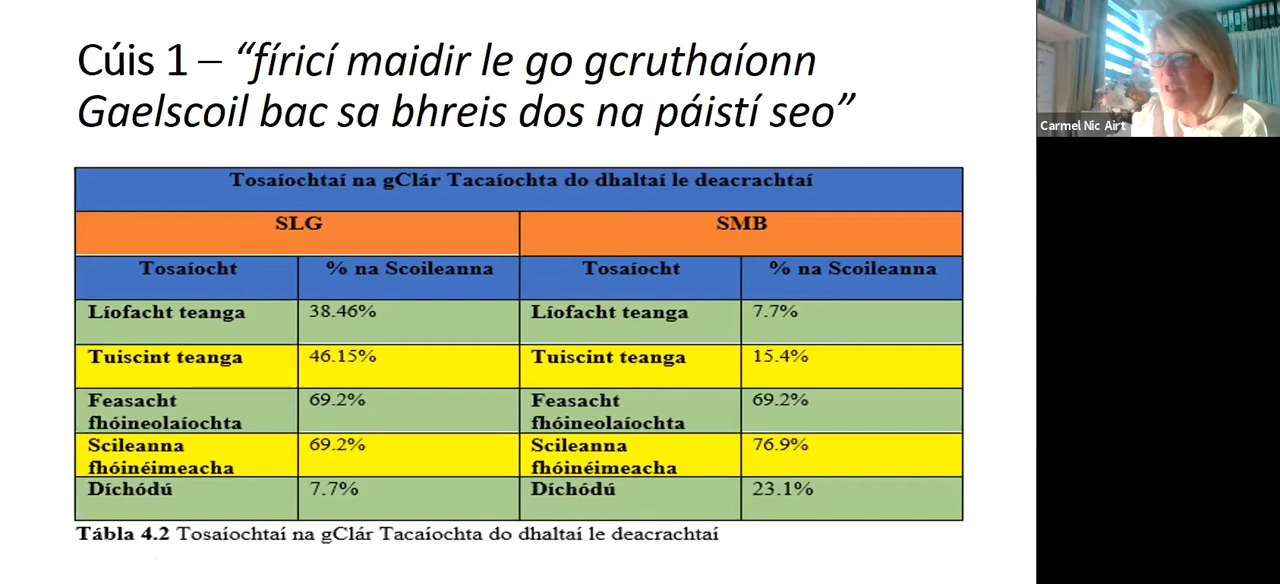 Cúis 1 – “fíricí maidir le go gcruthaíonn
Gaelscoil bac sa bhreis dos na páistí seo”
Carmel Nic Airt
Tosaíochtaí na gClár Tacaíochta do dhaltaí le deacrachtaí
SLG SMB
Tosaíocht % na Scoileanna Tosaíocht % na Scoileanna
Líofacht teanga 38.46% Líofacht teanga 7.7%
Tuiscint teanga 46.15% Tuiscint teanga 15.4%
Feasacht 69.2% Feasacht 69.2%
fhóineolaíochta fhóineolaíochta
Scileanna 69.2% Scileanna 76.9%
fhóinéimeacha fhóinéimeacha
Díchódú 7.7% Díchódú 23.1%
Tábla 4.2 Tosaíochtaí na gClár Tacaíochta do dhaltaí le deacrachtaí